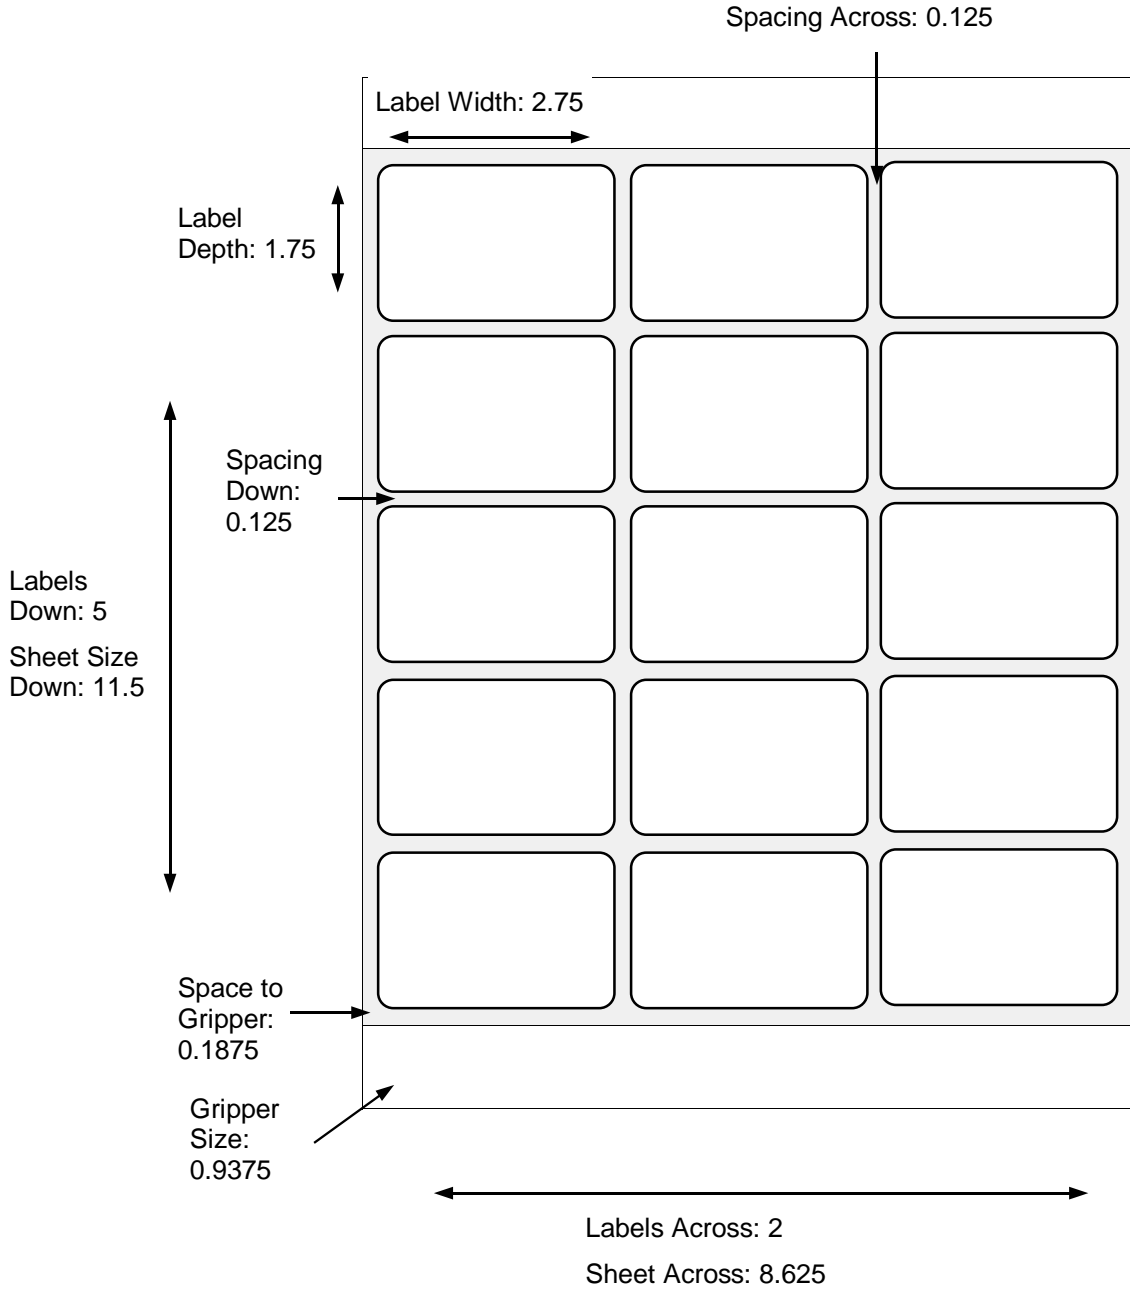 Spacing Across: 0.125
Label Width: 2.75
Label
Depth: 1.75
Spacing
Down:
0.125
Labels
Down: 5
Sheet Size
Down: 11.5
Space to
Gripper:
0.1875
Gripper
Size:
0.9375
Labels Across: 2
Sheet Across: 8.625